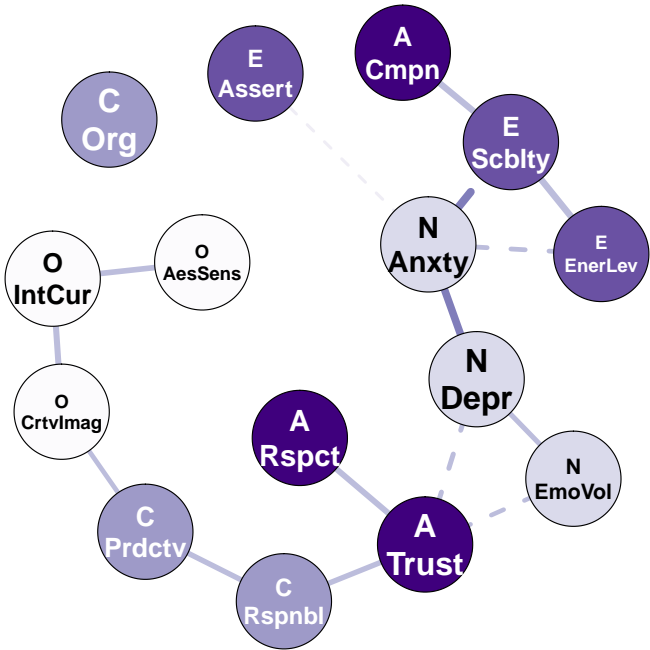 A
Cmpn
E
Assert
C
Org
E
Scblty
N
Anxty
E
EnerLev
O
AesSens
O
IntCur
N
Depr
O
CrtvImag
A
Rspct
N
EmoVol
C
Prdctv
A
Trust
C
Rspnbl